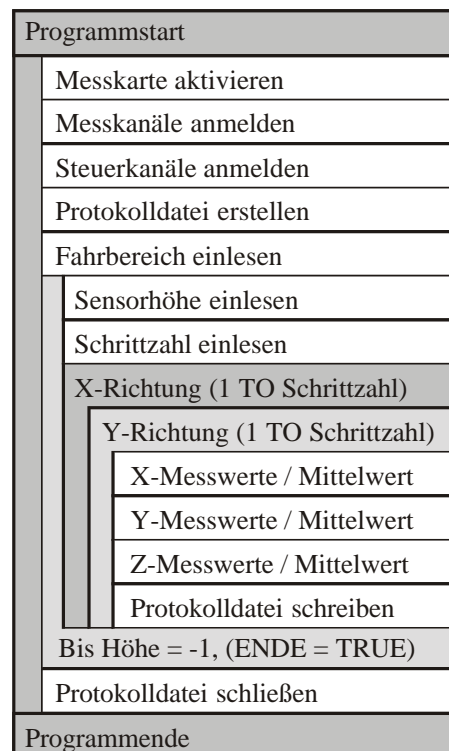 Programmstart
Messkarte aktivieren
Messkanäle anmelden
Steuerkanäle anmelden
Protokolldatei erstellen
Fahrbereich einlesen
Sensorhöhe einlesen
Schrittzahl einlesen
X-Richtung (1 TO Schrittzahl)
Y-Richtung (1 TO Schrittzahl)
X-Messwerte / Mittelwert
Y-Messwerte / Mittelwert
Z-Messwerte / Mittelwert
Protokolldatei schreiben
Bis Höhe = -1, (ENDE = TRUE)
Protokolldatei schließen
Programmende